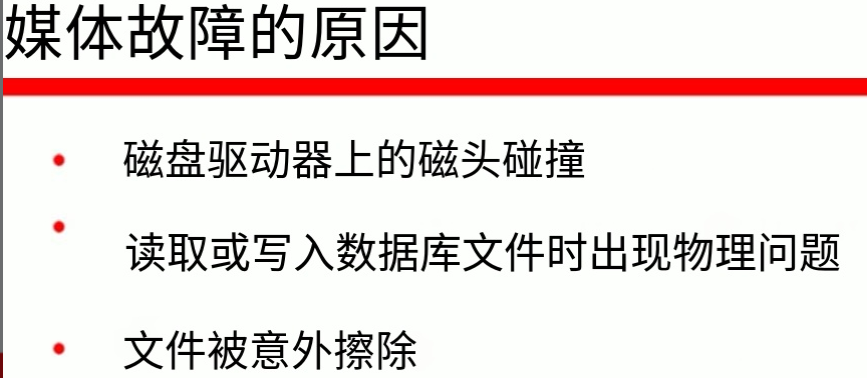 媒体故障的原因
磁盘驱动器上的磁头碰撞
读取或写入数据库文件时出现物理问题
文件被意外擦除